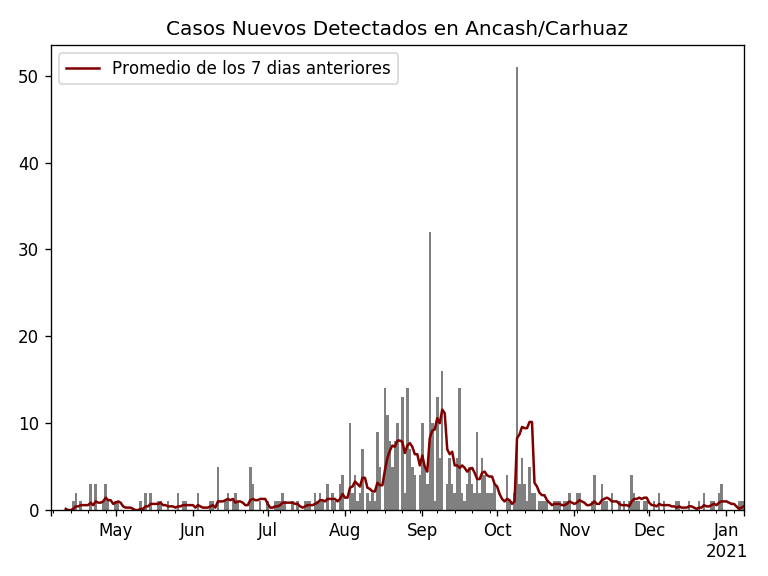 Casos Nuevos Detectados en Ancash/Carhuaz
Promedio de los 7 dias anteriores
50
40
30
20
10
0
May Jun Jul Aug Sep Oct Nov Dec Jan
2021